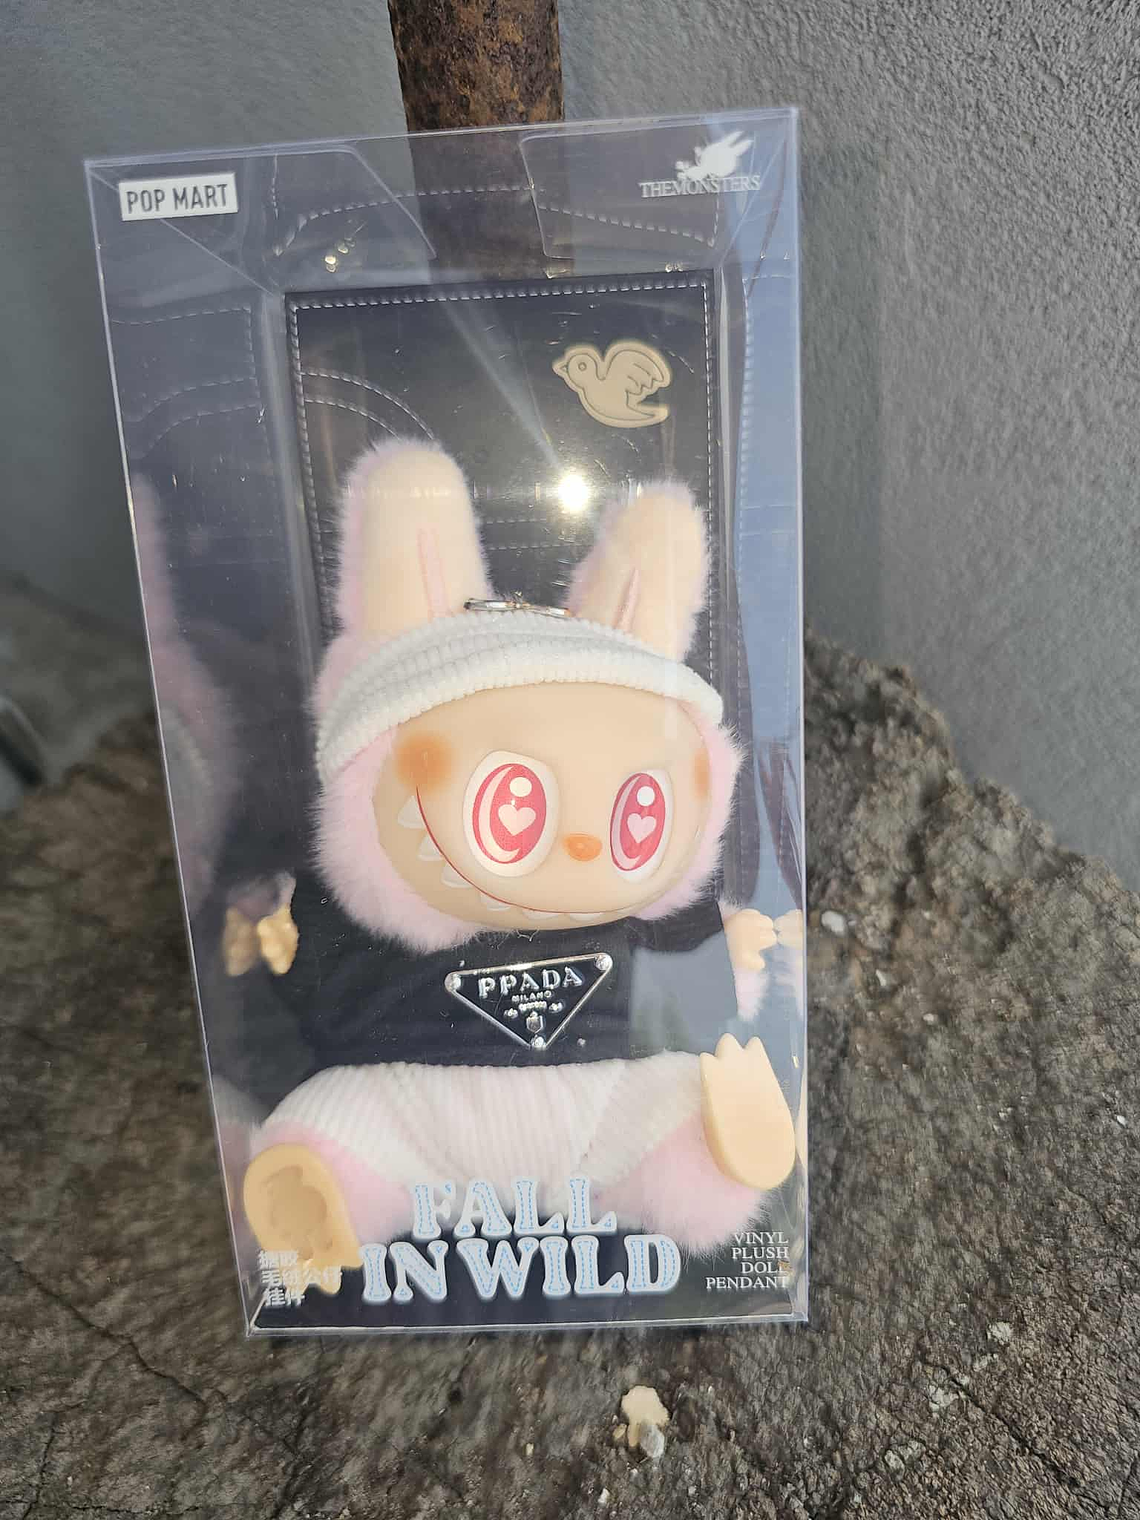 POP MART
THEMONSTERS
PPADA
MILANO
FALL
IN WILD
搪胶
毛绒公仔
挂件
VINYL
PLUSH
DOLL
PENDANT